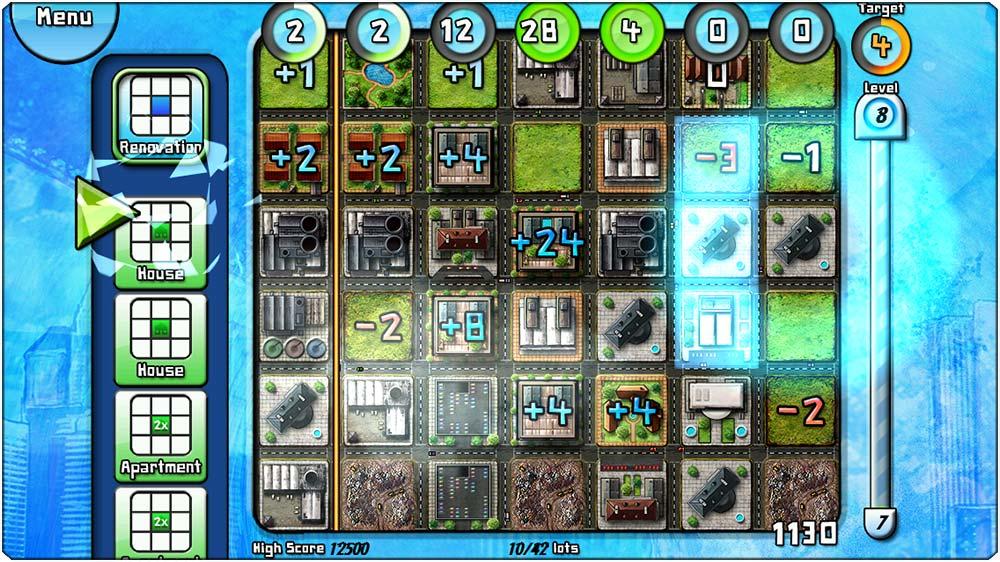 Menu
2 2 12 28 4 0 0
Target
4
+1 +1 0
Level
8
Renovation
+2 +2 +4 -3 -1
House
+24
House
-2 +8
Apartment
+4 +4 -2
2x
2x
7
1130
High Score 12500
10/42 lots